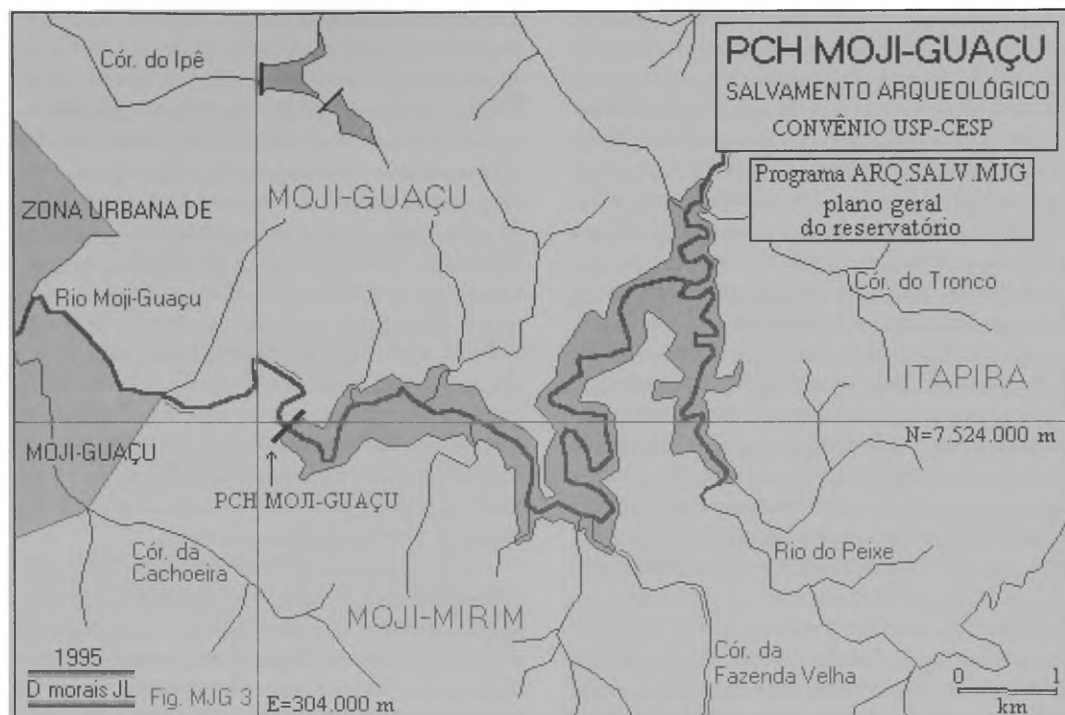 PCH MOJI-GUAÇU
SALVAMENTO ARQUEOLÓGICO
CONVÊNIO USP-CESP
Programa ARQ.SALV.MJG
plano geral
do reservatório
Cór. do Ipê
MOJI-GUAÇU
ZONA URBANA DE
Rio Moji-Guaçu
Cór. do Tronco
ITAPIRA
N=7.524.000 m
MOJI-GUAÇU
PCH MOJI-GUAÇU
Cór. da
Cachoeira
Rio do Peixe
MOJI-MIRIM
Cór. da
Fazenda Velha
1995
D morais JL
Fig. MJG 3
E=304.000 m
0 1
km